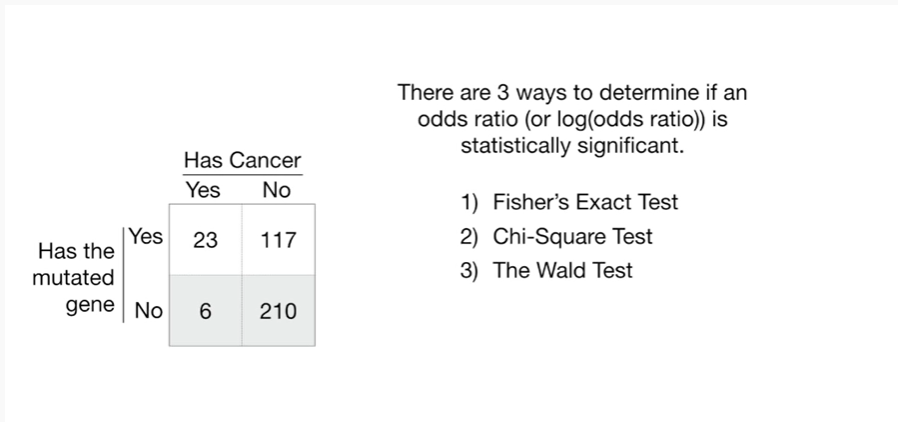 There are 3 ways to determine if an
odds ratio (or log(odds ratio)) is
statistically significant.
1) Fisher’s Exact Test
2) Chi-Square Test
3) The Wald Test
Has Cancer
Yes No
Has the
mutated
gene
Yes 23 117
No 6 210